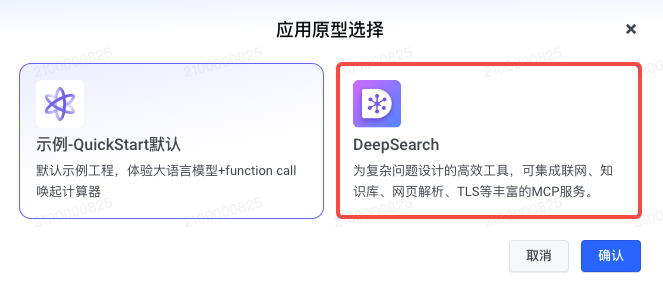 应用原型选择
示例-QuickStart默认
默认示例工程，体验大语言模型+function call
唤起计算器
DeepSearch
为复杂问题设计的高效工具，可集成联网、知
识库、网页解析、TLS等丰富的MCP服务。
取消
确认
2100000825